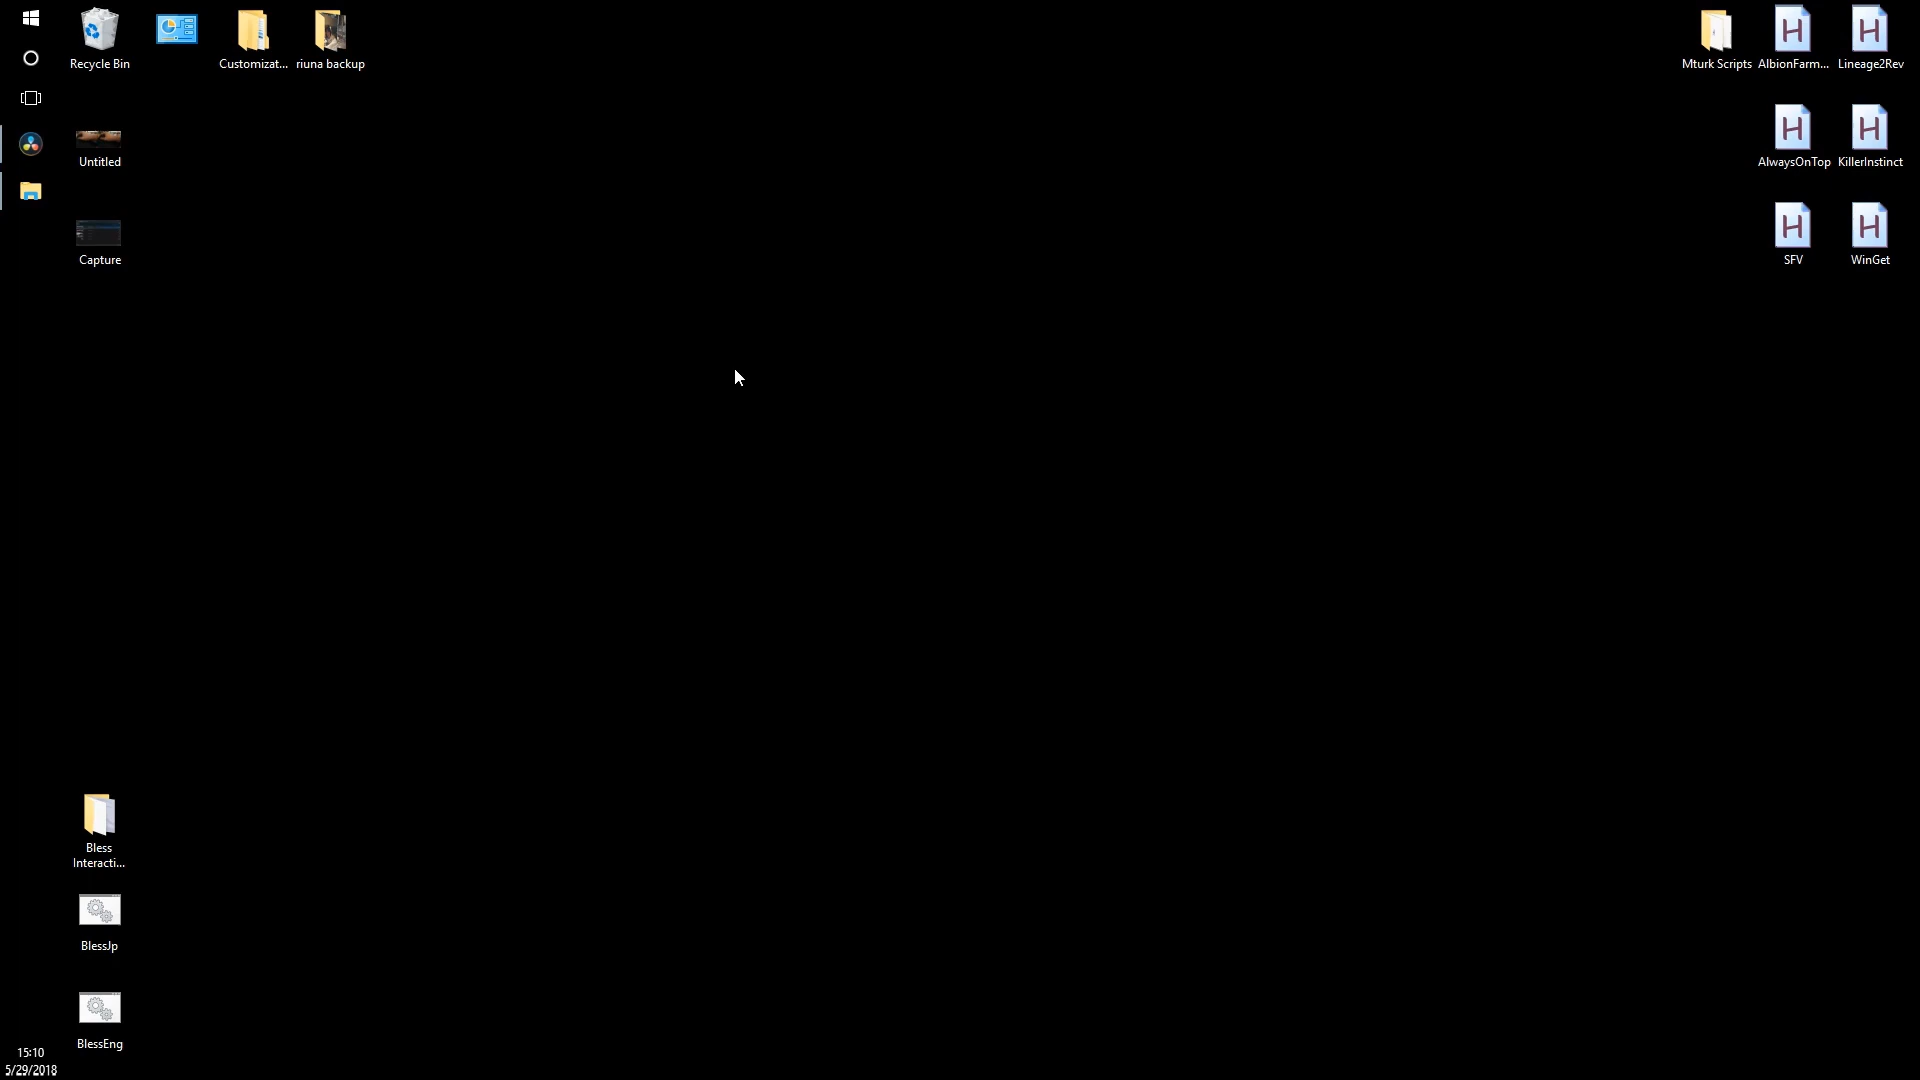 Recycle Bin
Customizat...
riuna backup
Mturk Scripts
AlbionFarm...
Lineage2Rev
Untitled
AlwaysOnTop
KillerInstinct
Capture
SFV
WinGet
Bless
Interacti...
BlessJp
BlessEng
15:10
5/29/2018